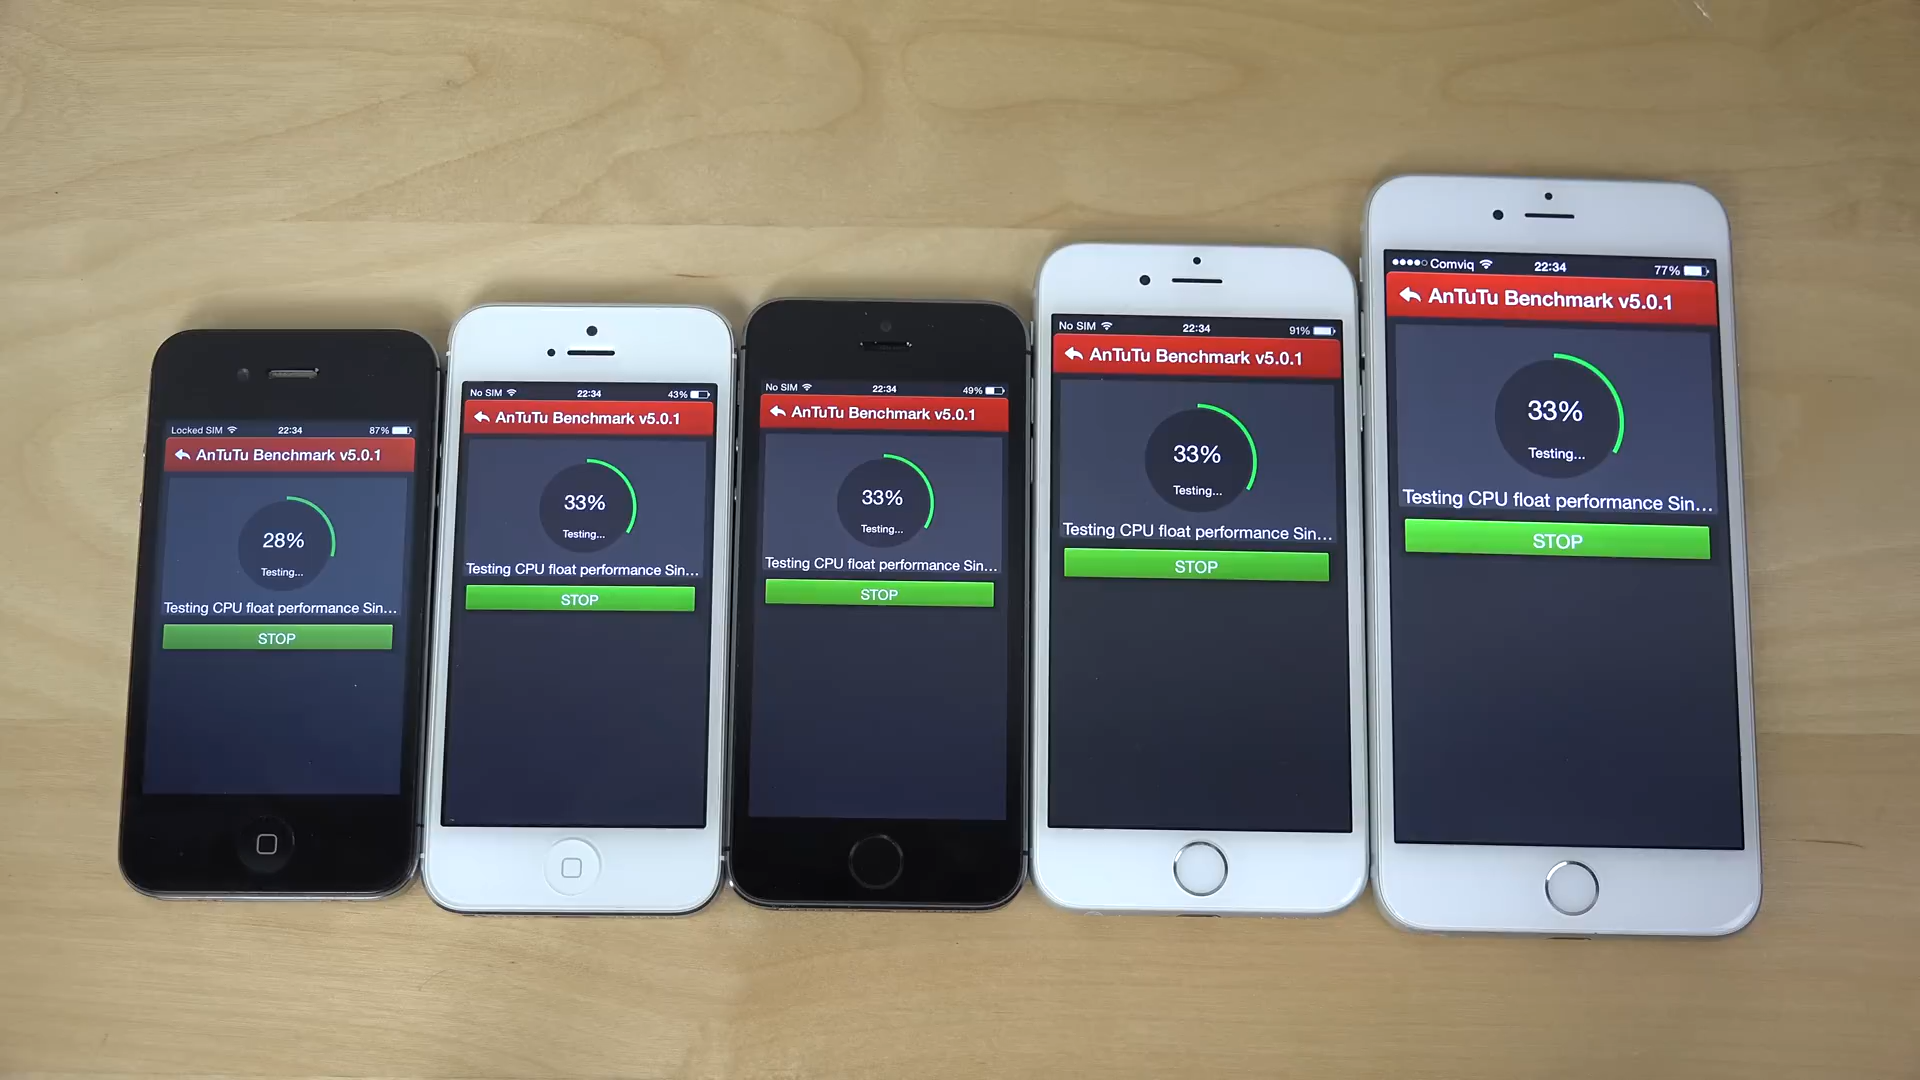 Locked SIM 22:34 87%
AnTuTu Benchmark v5.0.1
28%
Testing...
Testing CPU float performance Sin...
STOP
No SIM 22:34 43%
AnTuTu Benchmark v5.0.1
33%
Testing...
Testing CPU float performance Sin...
STOP
No SIM 22:34 49%
AnTuTu Benchmark v5.0.1
33%
Testing...
Testing CPU float performance Sin...
STOP
No SIM 22:34 91%
AnTuTu Benchmark v5.0.1
33%
Testing...
Testing CPU float performance Sin...
STOP
Comviq 22:34 77%
AnTuTu Benchmark v5.0.1
33%
Testing...
Testing CPU float performance Sin...
STOP